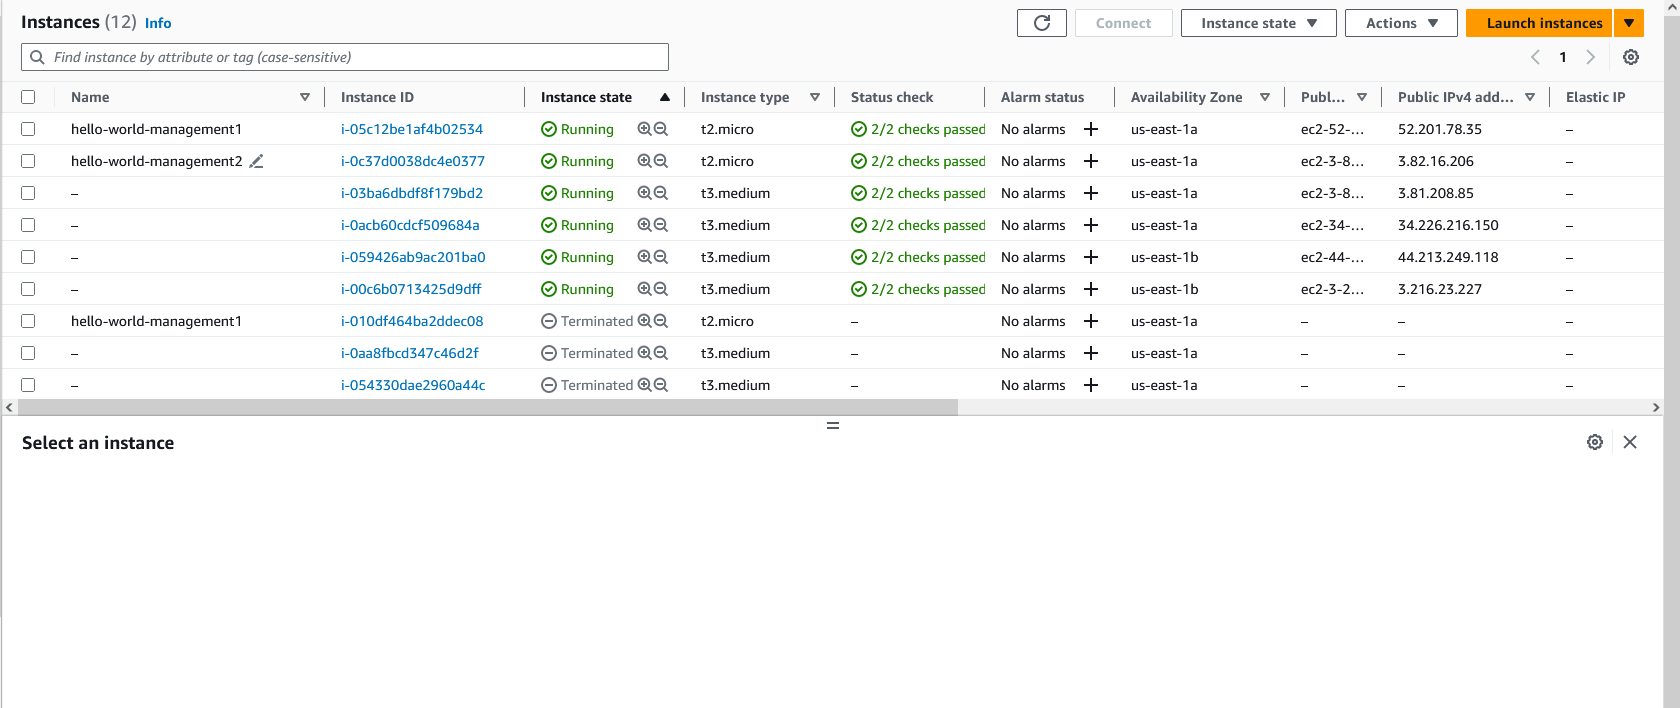 Instances (12) Info Connect Instance state Actions Launch instances
Find instance by attribute or tag (case-sensitive) 1
Name Instance ID Instance state Instance type Status check Alarm status Availability Zone Publ... Public IPv4 add... Elastic IP
hello-world-management1 i-05c12be1af4b02534 Running t2.micro 2/2 checks passed No alarms us-east-1a ec2-52-... 52.201.78.35 –
hello-world-management2 i-0c37d0038dc4e0377 Running t2.micro 2/2 checks passed No alarms us-east-1a ec2-3-8... 3.82.16.206 –
– i-03ba6dbdf8f179bd2 Running t3.medium 2/2 checks passed No alarms us-east-1a ec2-3-8... 3.81.208.85 –
– i-0acb60cdcf509684a Running t3.medium 2/2 checks passed No alarms us-east-1a ec2-34-... 34.226.216.150 –
– i-059426ab9ac201ba0 Running t3.medium 2/2 checks passed No alarms us-east-1b ec2-44-... 44.213.249.118 –
– i-00c6b0713425d9dff Running t3.medium 2/2 checks passed No alarms us-east-1b ec2-3-2... 3.216.23.227 –
hello-world-management1 i-010df464ba2ddec08 Terminated t2.micro – No alarms us-east-1a – – –
– i-0aa8fbcd347c46d2f Terminated t3.medium – No alarms us-east-1a – – –
– i-054330dae2960a44c Terminated t3.medium – No alarms us-east-1a – – –
Select an instance